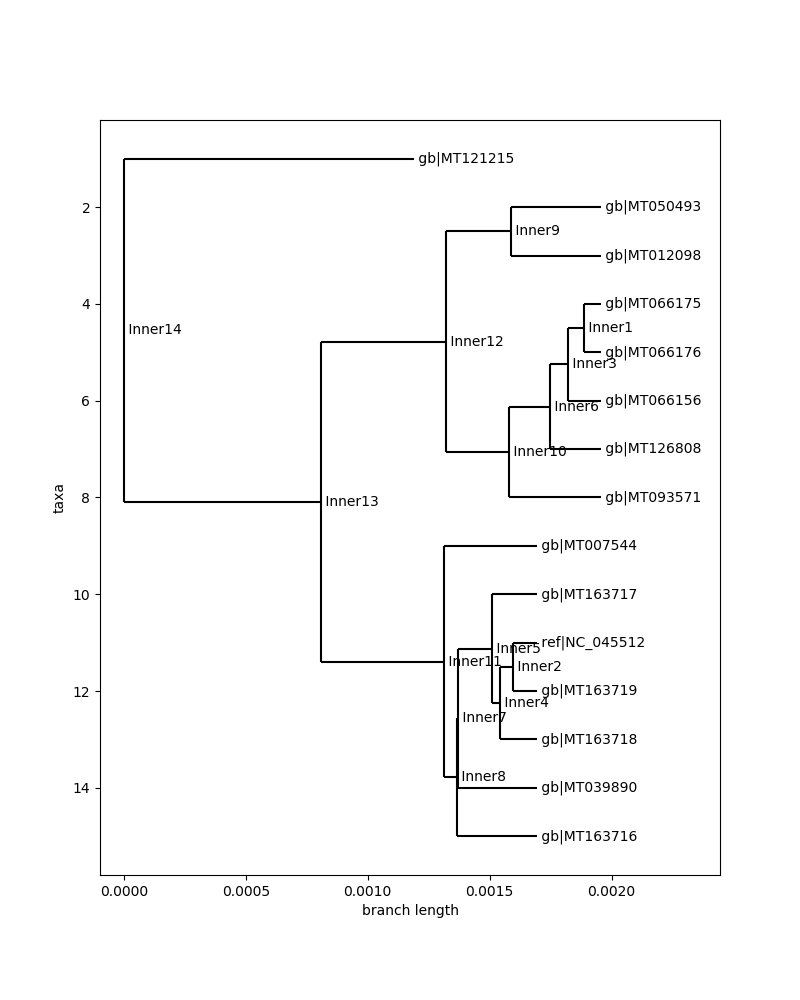 gb|MT121215
gb|MT050493
2
Inner9
gb|MT012098
gb|MT066175
4
Inner1
Inner14
Inner12
gb|MT066176
Inner3
gb|MT066156
6
Inner6
gb|MT126808
Inner10
gb|MT093571
8
taxa
Inner13
gb|MT007544
gb|MT163717
10
ref|NC_045512
Inner5
Inner11
Inner2
gb|MT163719
12
Inner4
Inner7
gb|MT163718
Inner8
gb|MT039890
14
gb|MT163716
0.0000 0.0005 0.0010 0.0015 0.0020
branch length